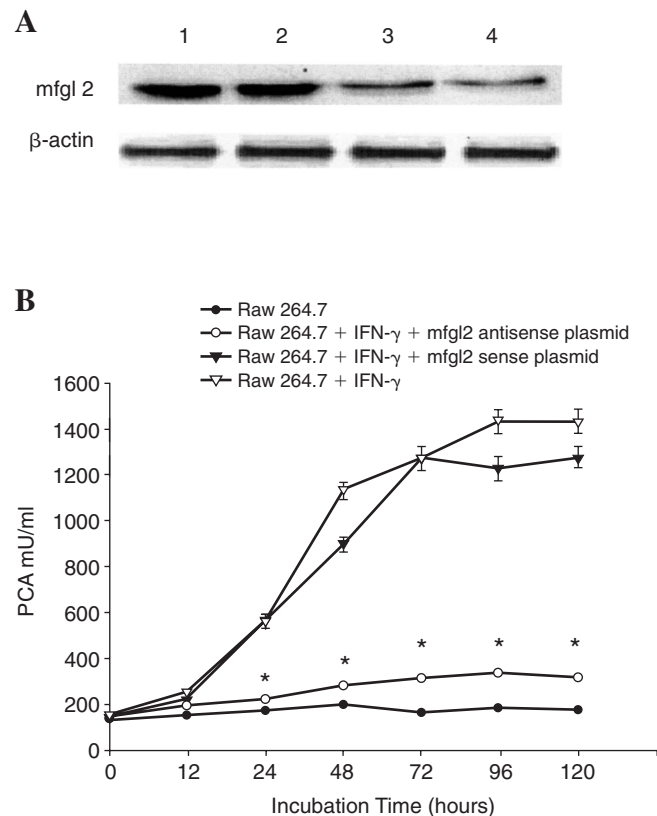 A
1 2 3 4
mfgl 2
β-actin
B
Raw 264.7
Raw 264.7 + IFN-γ + mfgl2 antisense plasmid
Raw 264.7 + IFN-γ + mfgl2 sense plasmid
Raw 264.7 + IFN-γ
1600
1400
1200
1000
800
600
400
200
0
PCA mU/ml
* * * * *
0 12 24 48 72 96 120
Incubation Time (hours)